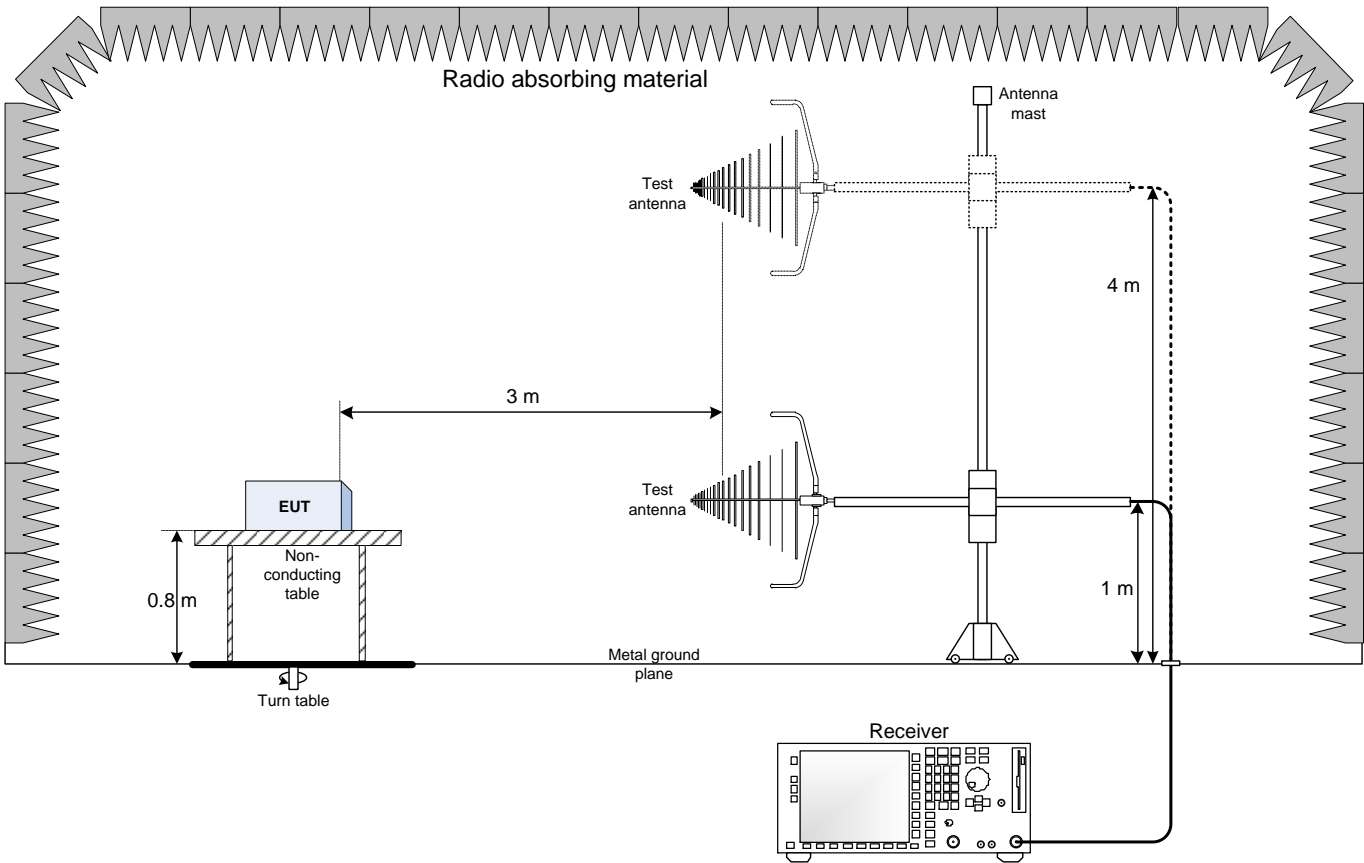 Radio absorbing material
Antenna
mast
Test
antenna
4 m
3 m
Test
antenna
EUT
Non-
conducting
table
0.8 m
1 m
Metal ground
plane
Turn table
Receiver